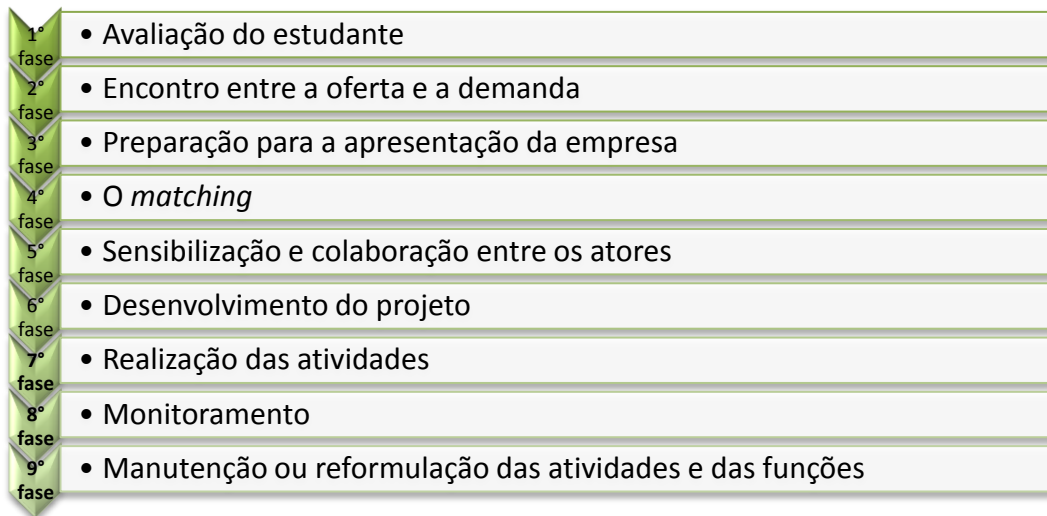 1° fase • Avaliação do estudante
2° fase • Encontro entre a oferta e a demanda
3° fase • Preparação para a apresentação da empresa
4° fase • O matching
5° fase • Sensibilização e colaboração entre os atores
6° fase • Desenvolvimento do projeto
7° fase • Realização das atividades
8° fase • Monitoramento
9° fase • Manutenção ou reformulação das atividades e das funções